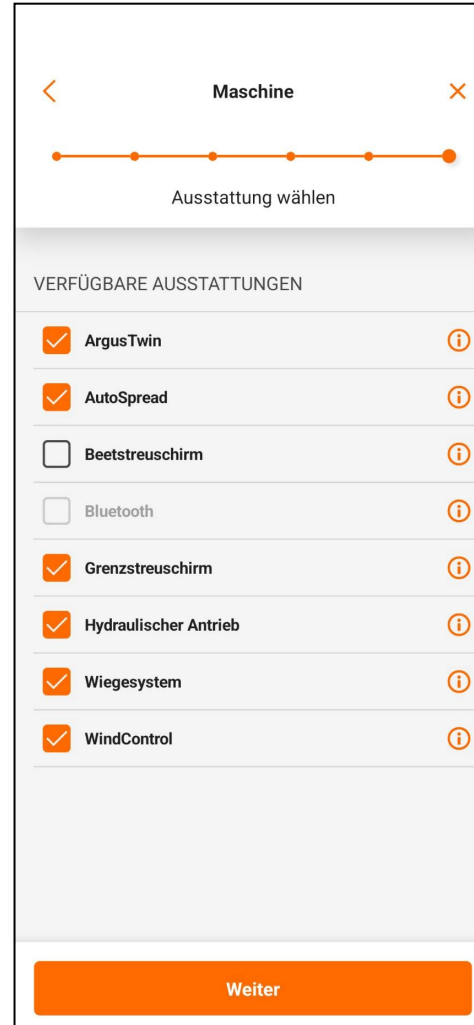 Maschine
Ausstattung wählen
VERFÜGBARE AUSSTATTUNGEN
ArgusTwin
AutoSpread
Beetstreuschirm
Bluetooth
Grenzstreuschirm
Hydraulischer Antrieb
Wiegesystem
WindControl
Weiter